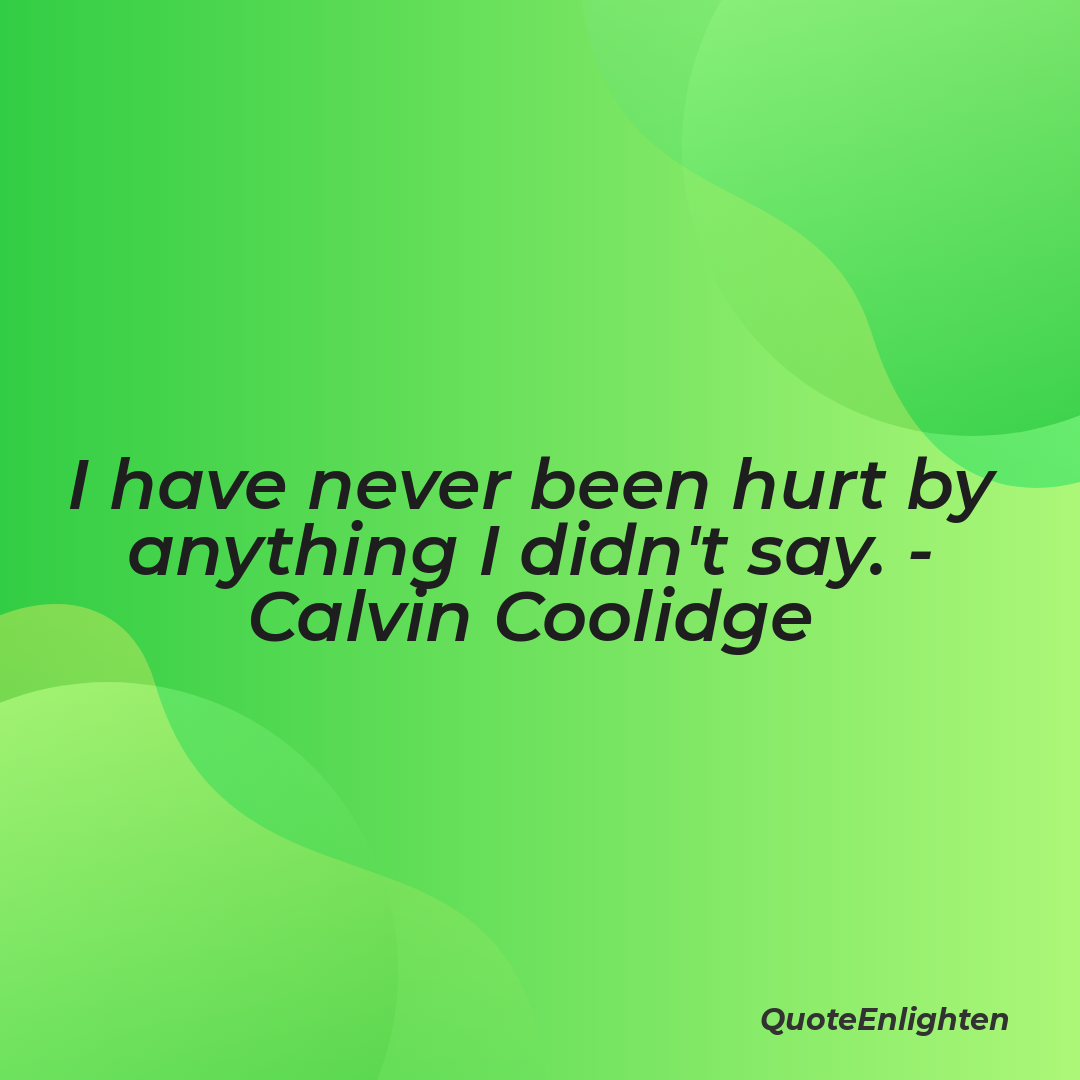 I have never been hurt by
anything I didn't say. -
Calvin Coolidge
QuoteEnlighten